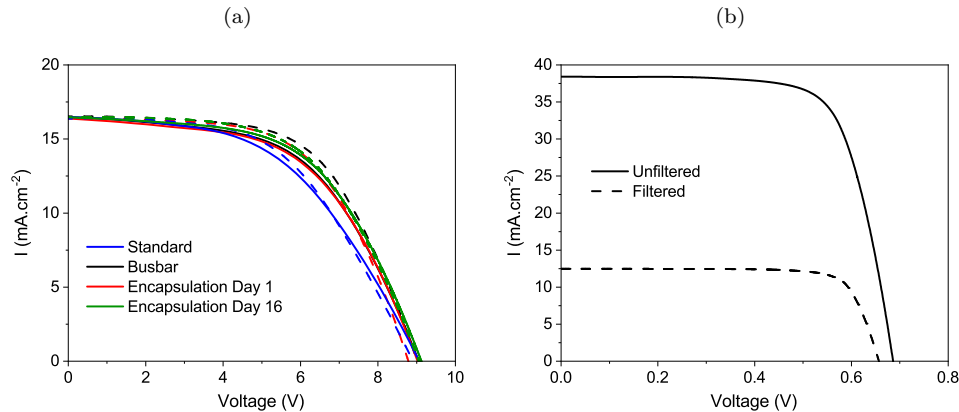 (a)
20
15
10
5
0
I (mA.cm-2)
Standard
Busbar
Encapsulation Day 1
Encapsulation Day 16
0 2 4 6 8 10
Voltage (V)
(b)
40
35
30
25
20
15
10
5
0
I (mA.cm-2)
Unfiltered
Filtered
0.0 0.2 0.4 0.6 0.8
Voltage (V)